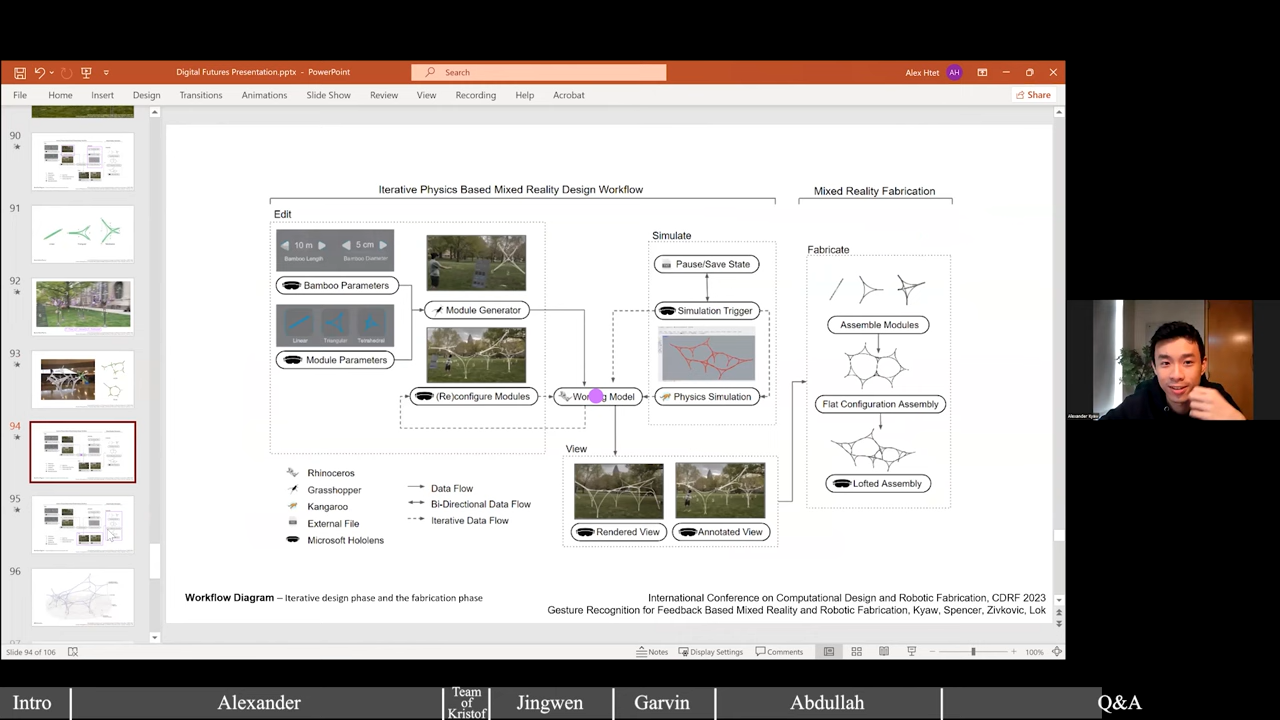 Digital Futures Presentation.pptx - PowerPoint
Search
Alex Htet
AH
File
Home
Insert
Design
Transitions
Animations
Slide Show
Review
View
Recording
Help
Acrobat
Share
90
91
92
93
94
95
96
Iterative Physics Based Mixed Reality Design Workflow
Mixed Reality Fabrication
Edit
10 m
Bamboo Length
5 cm
Bamboo Diameter
Bamboo Parameters
Linear
Triangular
Tetrahedral
Module Parameters
Module Generator
(Re)configure Modules
Working Model
Simulate
Pause/Save State
Simulation Trigger
Physics Simulation
View
Rendered View
Annotated View
Fabricate
Assemble Modules
Flat Configuration Assembly
Lofted Assembly
Rhinoceros
Grasshopper
Kangaroo
External File
Microsoft Hololens
Data Flow
Bi-Directional Data Flow
Iterative Data Flow
Workflow Diagram – Iterative design phase and the fabrication phase
International Conference on Computational Design and Robotic Fabrication, CDRF 2023
Gesture Recognition for Feedback Based Mixed Reality and Robotic Fabrication, Kyaw, Spencer, Zivkovic, Lok
Slide 94 of 106
Notes
Display Settings
Comments
100%
Alexander Kyaw
Intro
Alexander
Team
of
Kristof
Jingwen
Garvin
Abdullah
Q&A